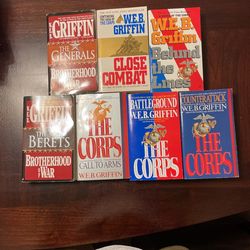 GRIFFIN
THE
GENERALS
BROTHERHOOD
W.E.B.
GRIFFIN
CLOSE
COMBAT
W.E.B.
Griffin
Behind
the
Lines
THE
BERETS
BROTHERHOOD
OF WAR
THE
CORPS
CALL TO ARMS
W.E.B. GRIFFIN
BATTLEGROUND
W.E.B. GRIFFIN
THE
CORPS
COUNTERATTACK
W.E.B. GRIFFIN
THE
CORPS